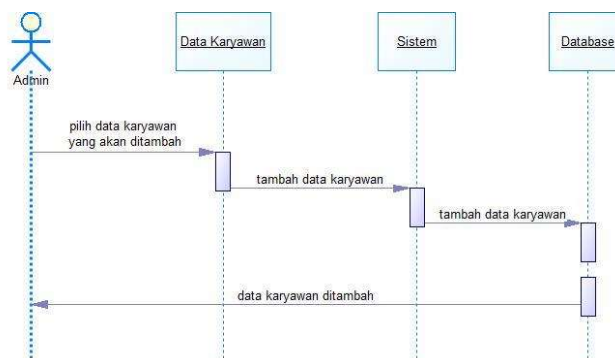 Admin
Data Karyawan
Sistem
Database
pilih data karyawan
yang akan ditambah
tambah data karyawan
tambah data karyawan
data karyawan ditambah